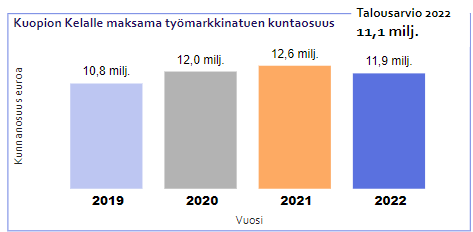 Kuopion Kelalle maksama työmarkkinatuen kuntaosuus
Talousarvio 2022
11,1 milj.
Kunnanosuus euroa
10,8 milj.
12,0 milj.
12,6 milj.
11,9 milj.
2019
2020
2021
2022
Vuosi